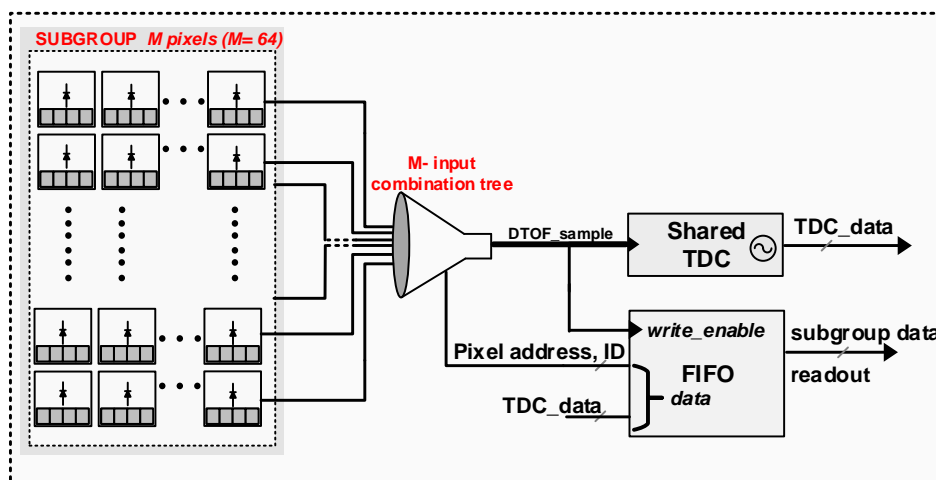 SUBGROUP M pixels (M= 64)
M- input
combination tree
DTOF_sample
Shared
TDC
TDC_data
write_enable
Pixel address, ID
FIFO
data
TDC_data
subgroup data
readout